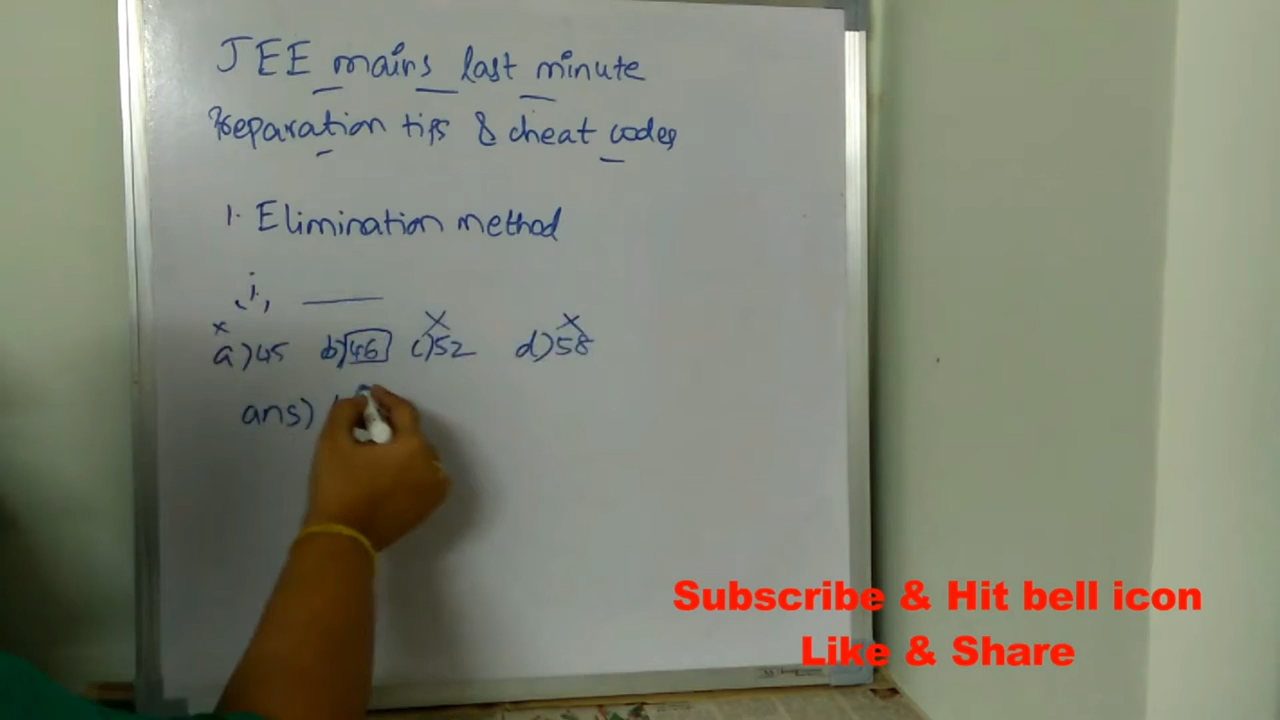 JEE mains last minute
Preparation tips & cheat codes
1. Elimination method
i, ______
x x x
a) 45 b) 46 c) 52 d) 58
ans)
Subscribe & Hit bell icon
Like & Share